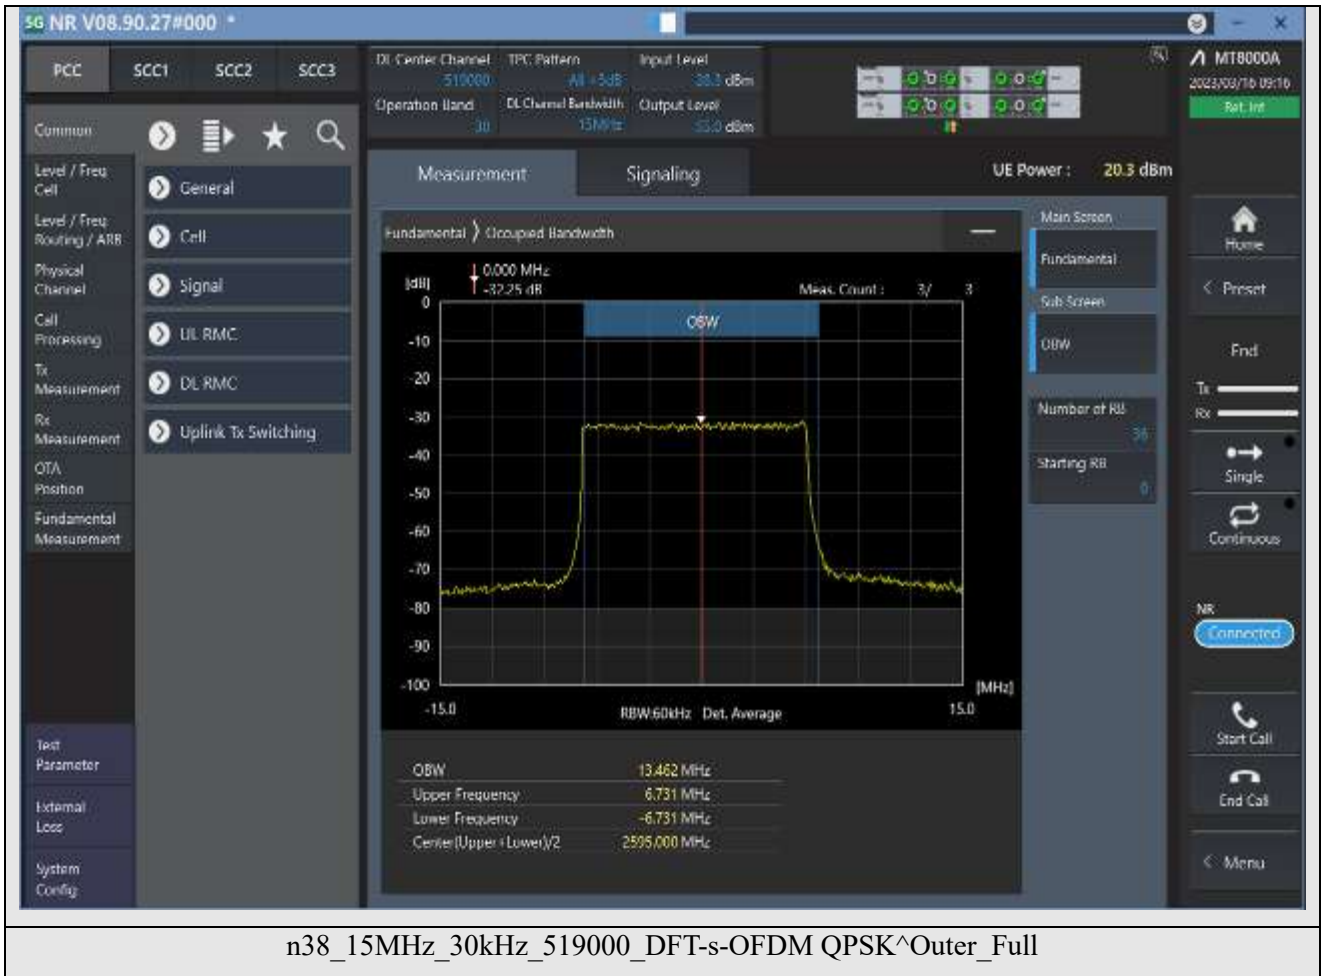 SG NR V08.90.27#000 *
PCC SCC1 SCC2 SCC3
DL Center Channel TPC Pattern Input Level
519000 All +3dB dBm
Operation Band DL Channel Bandwidth Output Level
15MHz dBm
MT8000A
2023/03/16 09:16
Ref. Int
Common
Level / Freq
Cell
Level / Freq
Routing / ARB
Physical
Channel
Call
Processing
Tx
Measurement
Rx
Measurement
OTA
Position
Fundamental
Measurement
Test
Parameter
External
Loss
System
Config
General
Cell
Signal
UL RMC
DL RMC
Uplink Tx Switching
Measurement Signaling
UE Power : 20.3 dBm
Fundamental Occupied Bandwidth
[dB]
0.000 MHz
-32.25 dB
Meas. Count : 3/ 3
OBW
0
-10
-20
-30
-40
-50
-60
-70
-80
-90
-100
[MHz]
-15.0 15.0
RBW:60kHz Det. Average
OBW 13.462 MHz
Upper Frequency 6.731 MHz
Lower Frequency -6.731 MHz
Center(Upper+Lower)/2 2595.000 MHz
Main Screen
Fundamental
Sub Screen
OBW
Number of RB
36
Starting RB
0
Home
< Preset
End
Tx
Rx
Single
Continuous
NR
Connected
Start Call
End Call
< Menu
n38_15MHz_30kHz_519000_DFT-s-OFDM QPSK^Outer_Full